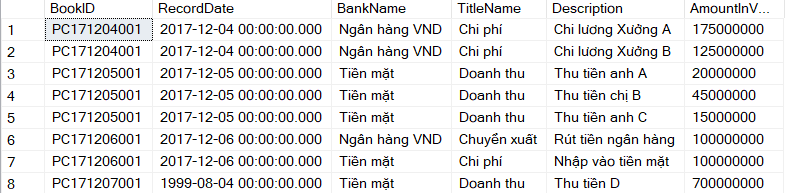 BookID RecordDate BankName TitleName Description AmountInV...
1 PC171204001 2017-12-04 00:00:00.000 Ngân hàng VND Chi phí Chi lương Xưởng A 175000000
2 PC171204001 2017-12-04 00:00:00.000 Ngân hàng VND Chi phí Chi lương Xưởng B 125000000
3 PC171205001 2017-12-05 00:00:00.000 Tiền mặt Doanh thu Thu tiền anh A 20000000
4 PC171205001 2017-12-05 00:00:00.000 Tiền mặt Doanh thu Thu tiền chị B 45000000
5 PC171205001 2017-12-05 00:00:00.000 Tiền mặt Doanh thu Thu tiền anh C 15000000
6 PC171206001 2017-12-06 00:00:00.000 Ngân hàng VND Chuyển xuất Rút tiền ngân hàng 100000000
7 PC171206001 2017-12-06 00:00:00.000 Tiền mặt Chi phí Nhập vào tiền mặt 100000000
8 PC171207001 1999-08-04 00:00:00.000 Tiền mặt Doanh thu Thu tiền D 700000000